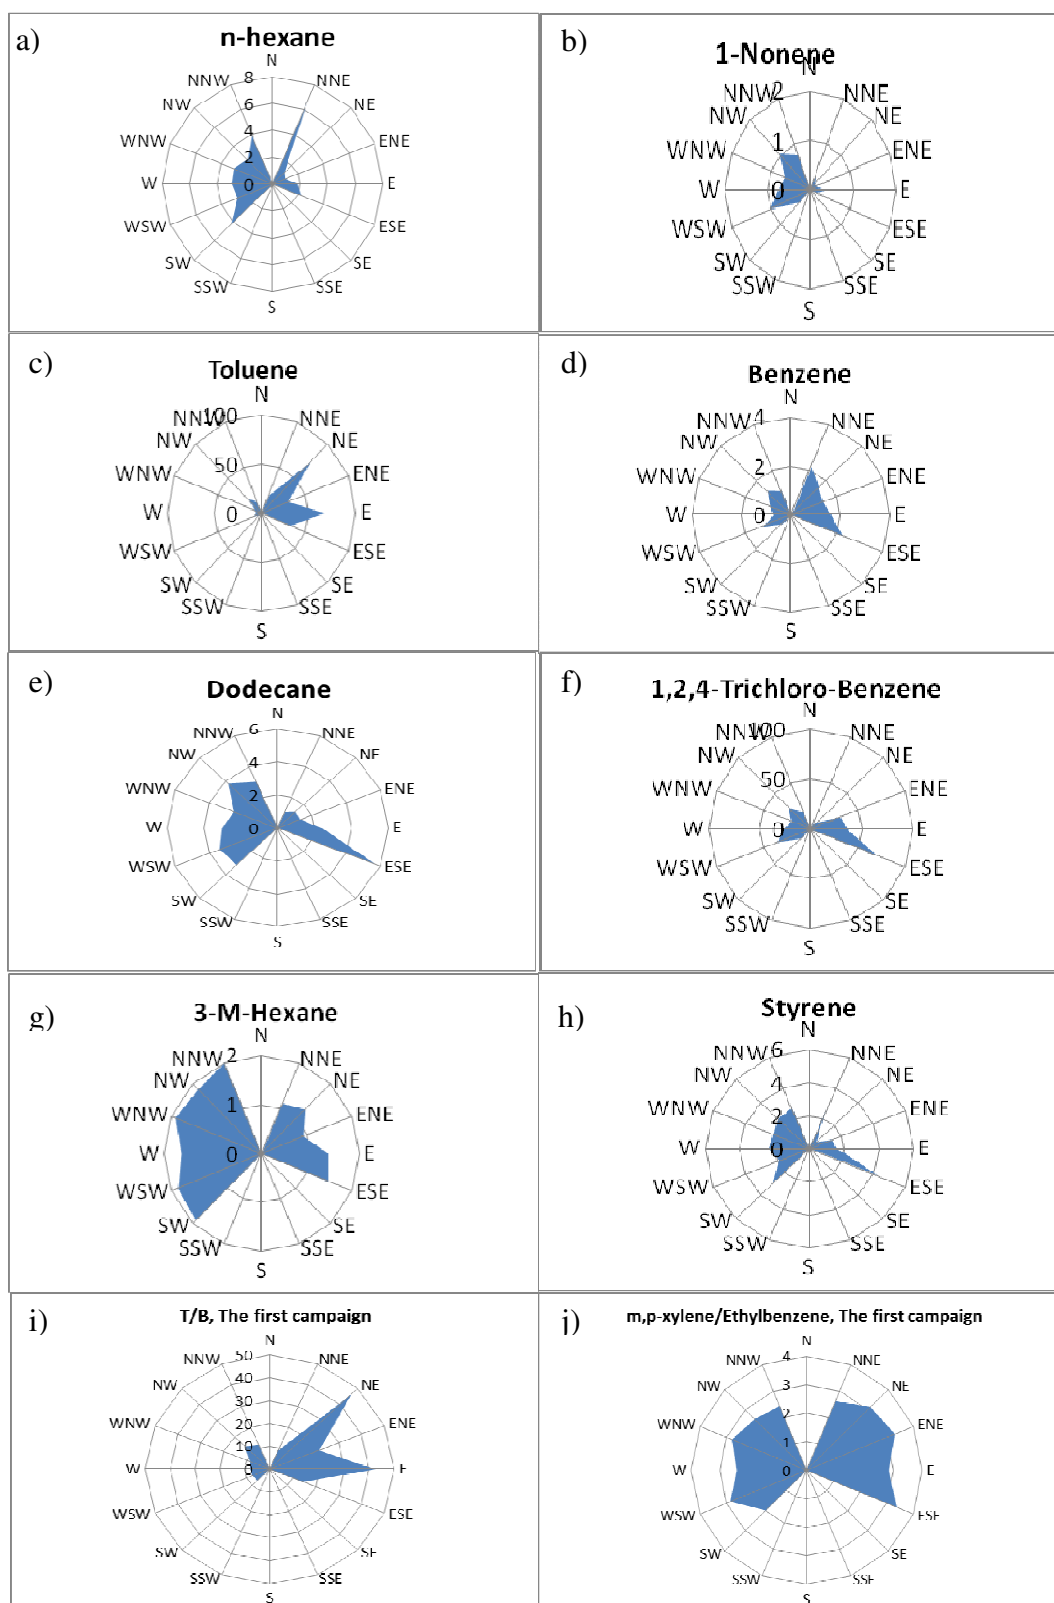 a)
n-hexane
N
NNE
NE
ENE
E
ESE
SE
SSE
S
SSW
SW
WSW
W
WNW
NW
NNW
8
6
4
2
0
b)
1-Nonene
N
NNE
NE
ENE
E
ESE
SE
SSE
S
SSW
SW
WSW
W
WNW
NW
NNW
2
1
0
c)
Toluene
N
NNE
NE
ENE
E
ESE
SE
SSE
S
SSW
SW
WSW
W
WNW
NW
NNW
100
50
0
d)
Benzene
N
NNE
NE
ENE
E
ESE
SE
SSE
S
SSW
SW
WSW
W
WNW
NW
NNW
4
2
0
e)
Dodecane
N
NNE
NE
ENE
E
ESE
SE
SSE
S
SSW
SW
WSW
W
WNW
NW
NNW
6
4
2
0
f)
1,2,4-Trichloro-Benzene
N
NNE
NE
ENE
E
ESE
SE
SSE
S
SSW
SW
WSW
W
WNW
NW
NNW
100
50
0
g)
3-M-Hexane
N
NNE
NE
ENE
E
ESE
SE
SSE
S
SSW
SW
WSW
W
WNW
NW
NNW
2
1
0
h)
Styrene
N
NNE
NE
ENE
E
ESE
SE
SSE
S
SSW
SW
WSW
W
WNW
NW
NNW
6
4
2
0
i)
T/B, The first campaign
N
NNE
NE
ENE
E
ESE
SE
SSE
S
SSW
SW
WSW
W
WNW
NW
NNW
50
40
30
20
10
0
j)
m,p-xylene/Ethylbenzene, The first campaign
N
NNE
NE
ENE
E
ESE
SE
SSE
S
SSW
SW
WSW
W
WNW
NW
NNW
4
3
2
1
0